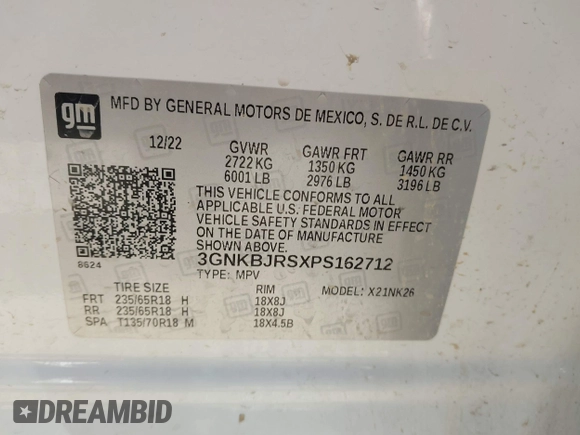 gm
MFD BY GENERAL MOTORS DE MEXICO, S. DE R.L. DE C.V.
12/22 GVWR GAWR FRT GAWR RR
2722 KG 1350 KG 1450 KG
6001 LB 2976 LB 3196 LB
THIS VEHICLE CONFORMS TO ALL
APPLICABLE U.S. FEDERAL MOTOR
VEHICLE SAFETY STANDARDS IN EFFECT
ON THE DATE OF MANUFACTURE
SHOWN ABOVE.
8624
3GNKBJRSXPS162712
TYPE: MPV MODEL: X21NK26
TIRE SIZE RIM
FRT 235/65R18 H 18X8J
RR 235/65R18 H 18X8J
SPA T135/70R18 M 18X4.5B
DREAMBID